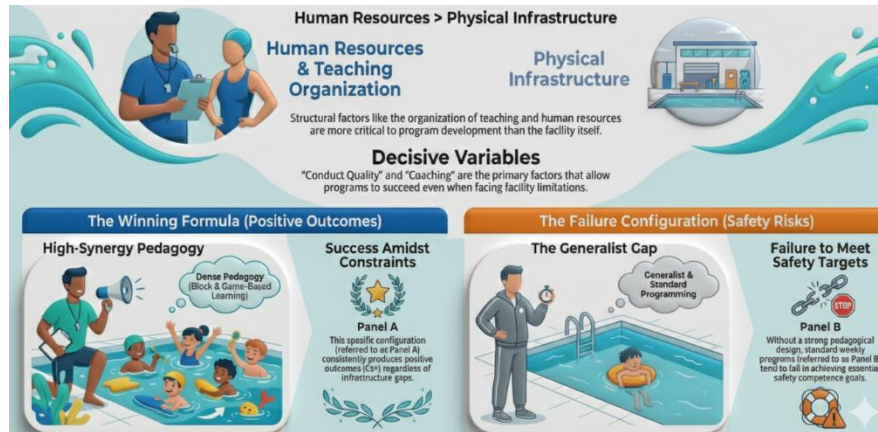 Human Resources > Physical Infrastructure
Human Resources
& Teaching
Organization
Physical
Infrastructure
Structural factors like the organization of teaching and human resources
are more critical to program development than the facility itself.
Decisive Variables
"Conduct Quality" and "Coaching" are the primary factors that allow
programs to succeed even when facing facility limitations.
The Winning Formula (Positive Outcomes)
High-Synergy Pedagogy
Dense Pedagogy
(Block & Game-Based
Learning)
Success Amidst
Constraints
Panel A
This spasific configuration
(referred to ac Panel A)
consistently produces positive
outcomes (Cs*) regardless of
infrastructure gaps.
The Failure Configuration (Safety Risks)
The Generalist Gap
Generalist &
Standard
Programming
Failure to Meet
Safety Targets
STOP
Panel B
Without a strong pedagogical
design, standard weekly
programs (referred to as Panel B
tend to fail in achieving essentia
safety competence goals.